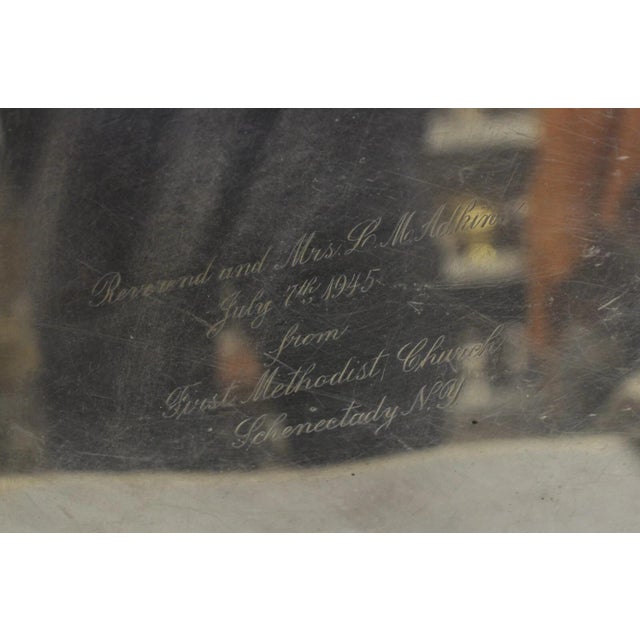 Reverend and Mrs. L. M. Adkins
July 7th, 1945
from
First Methodist Church
Schenectady N.Y.